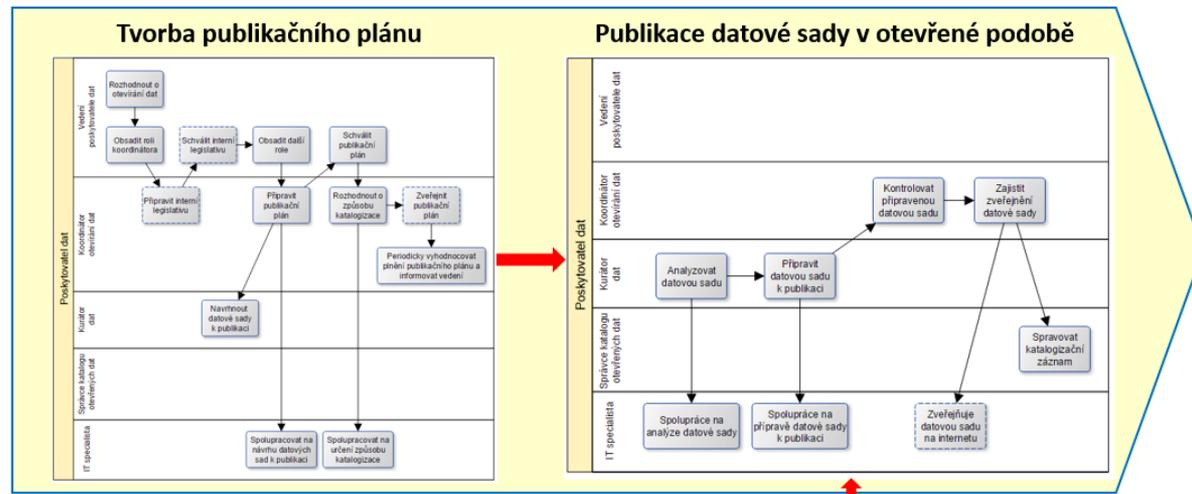 Tvorba publikačního plánu
Poskytovatel dat
Vedení
poskytovatele dat
Rozhodnout o
otevírání dat
Obsadit roli
koordinátora
Schválit interní
legislativu
Obsadit další
role
Schválit
publikační
plán
Koordinátor
otevírání dat
Připravit interní
legislativu
Připravit
publikační
plán
Rozhodnout o
způsobu
katalogizace
Zveřejnit
publikační
plán
Periodicky vyhodnocovat
plnění publikačního plánu a
informovat vedení
Kurátor
dat
Navrhnout
datové sady
k publikaci
Správce katalogu
otevřených dat
IT specialista
Spolupracovat na
návrhu datových
sad k publikaci
Spolupracovat na
určení způsobu
katalogizace
Publikace datové sady v otevřené podobě
Poskytovatel dat
Vedení
poskytovatele dat
Koordinátor
otevírání dat
Kontrolovat
připravenou
datovou sadu
Zajistit
zveřejnění
datové sady
Kurátor
dat
Analyzovat
datovou sadu
Připravit
datovou sadu
k publikaci
Správce katalogu
otevřených dat
Spravovat
katalogizační
záznam
IT specialista
Spolupráce na
analýze datové sady
Spolupráce na
přípravě datové sady
k publikaci
Zveřejňuje
datovou sadu
na internetu